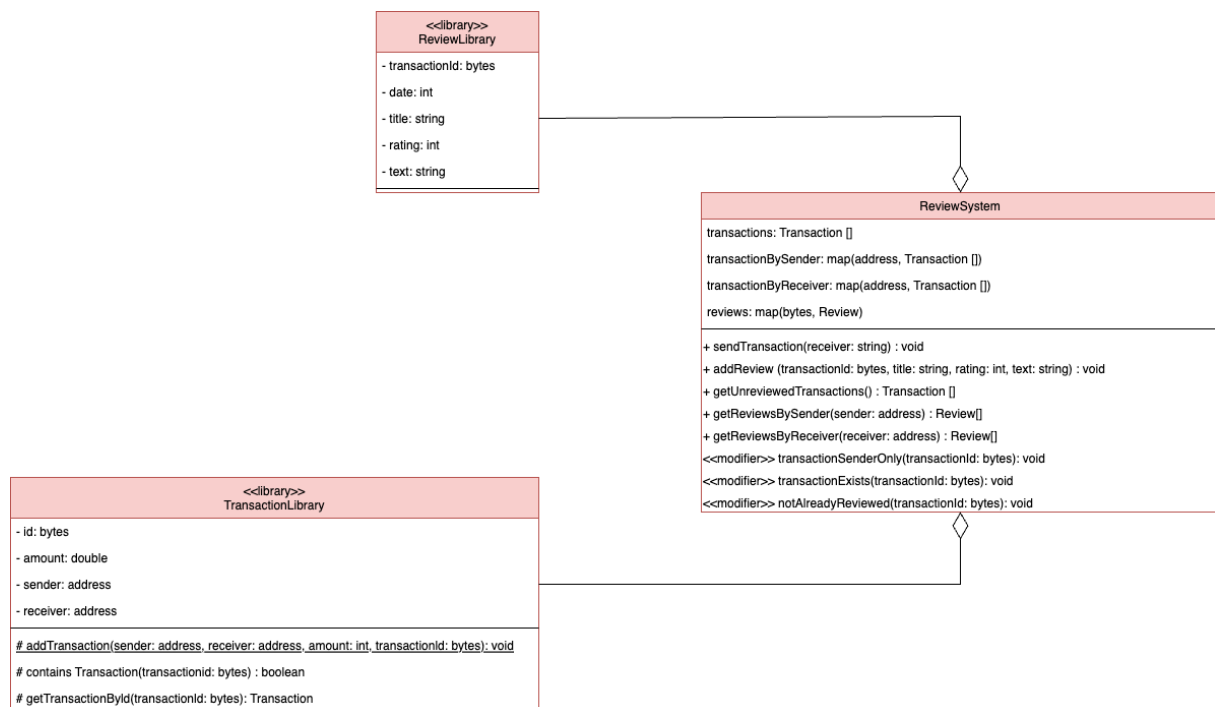 <<library>>
ReviewLibrary
- transactionId: bytes
- date: int
- title: string
- rating: int
- text: string
ReviewSystem
transactions: Transaction []
transactionBySender: map(address, Transaction [])
transactionByReceiver: map(address, Transaction [])
reviews: map(bytes, Review)
+ sendTransaction(receiver: string) : void
+ addReview (transactionId: bytes, title: string, rating: int, text: string) : void
+ getUnreviewedTransactions() : Transaction []
+ getReviewsBySender(sender: address) : Review[]
+ getReviewsByReceiver(receiver: address) : Review[]
<<modifier>> transactionSenderOnly(transactionId: bytes): void
<<modifier>> transactionExists(transactionId: bytes): void
<<modifier>> notAlreadyReviewed(transactionId: bytes): void
<<library>>
TransactionLibrary
- id: bytes
- amount: double
- sender: address
- receiver: address
# addTransaction(sender: address, receiver: address, amount: int, transactionId: bytes): void
# contains Transaction(transactionid: bytes) : boolean
# getTransactionById(transactionId: bytes): Transaction